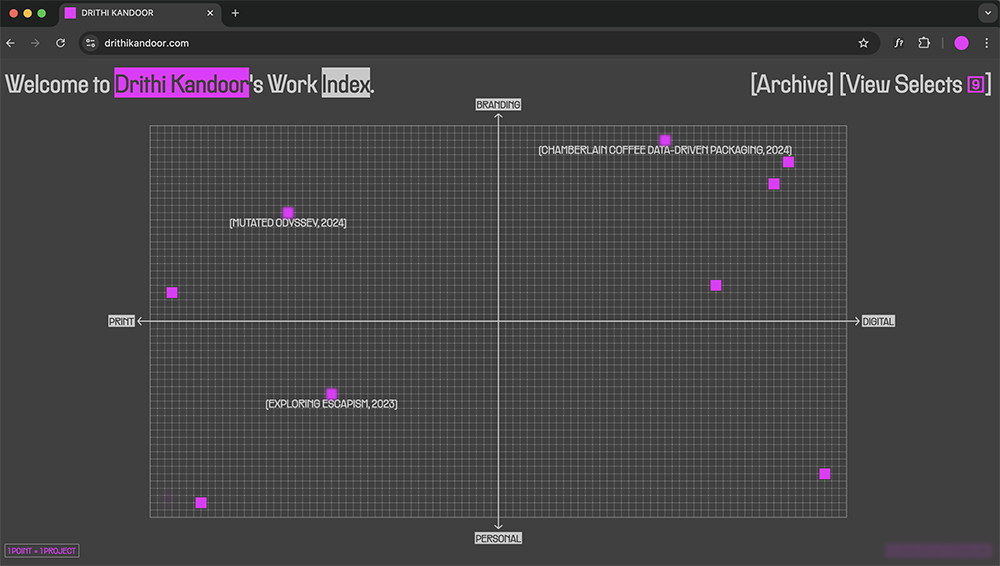 DRITHI KANDOOR
drithikandoor.com
Welcome to Drithi Kandoor's Work Index.
[Archive] [View Selects 9]
BRANDING
(CHAMBERLAIN COFFEE DATA-DRIVEN PACKAGING, 2024)
(MUTATED ODYSSEY, 2024)
PRINT
DIGITAL
(EXPLORING ESCAPISM, 2023)
PERSONAL
1 POINT = 1 PROJECT